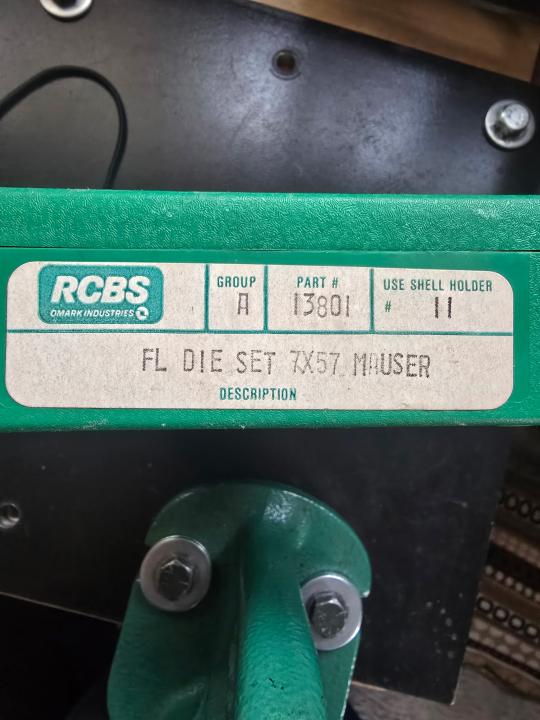 RCBS
OMARK INDUSTRIES
GROUP
A
PART #
13801
USE SHELL HOLDER
# 11
FL DIE SET 7X57 MAUSER
DESCRIPTION